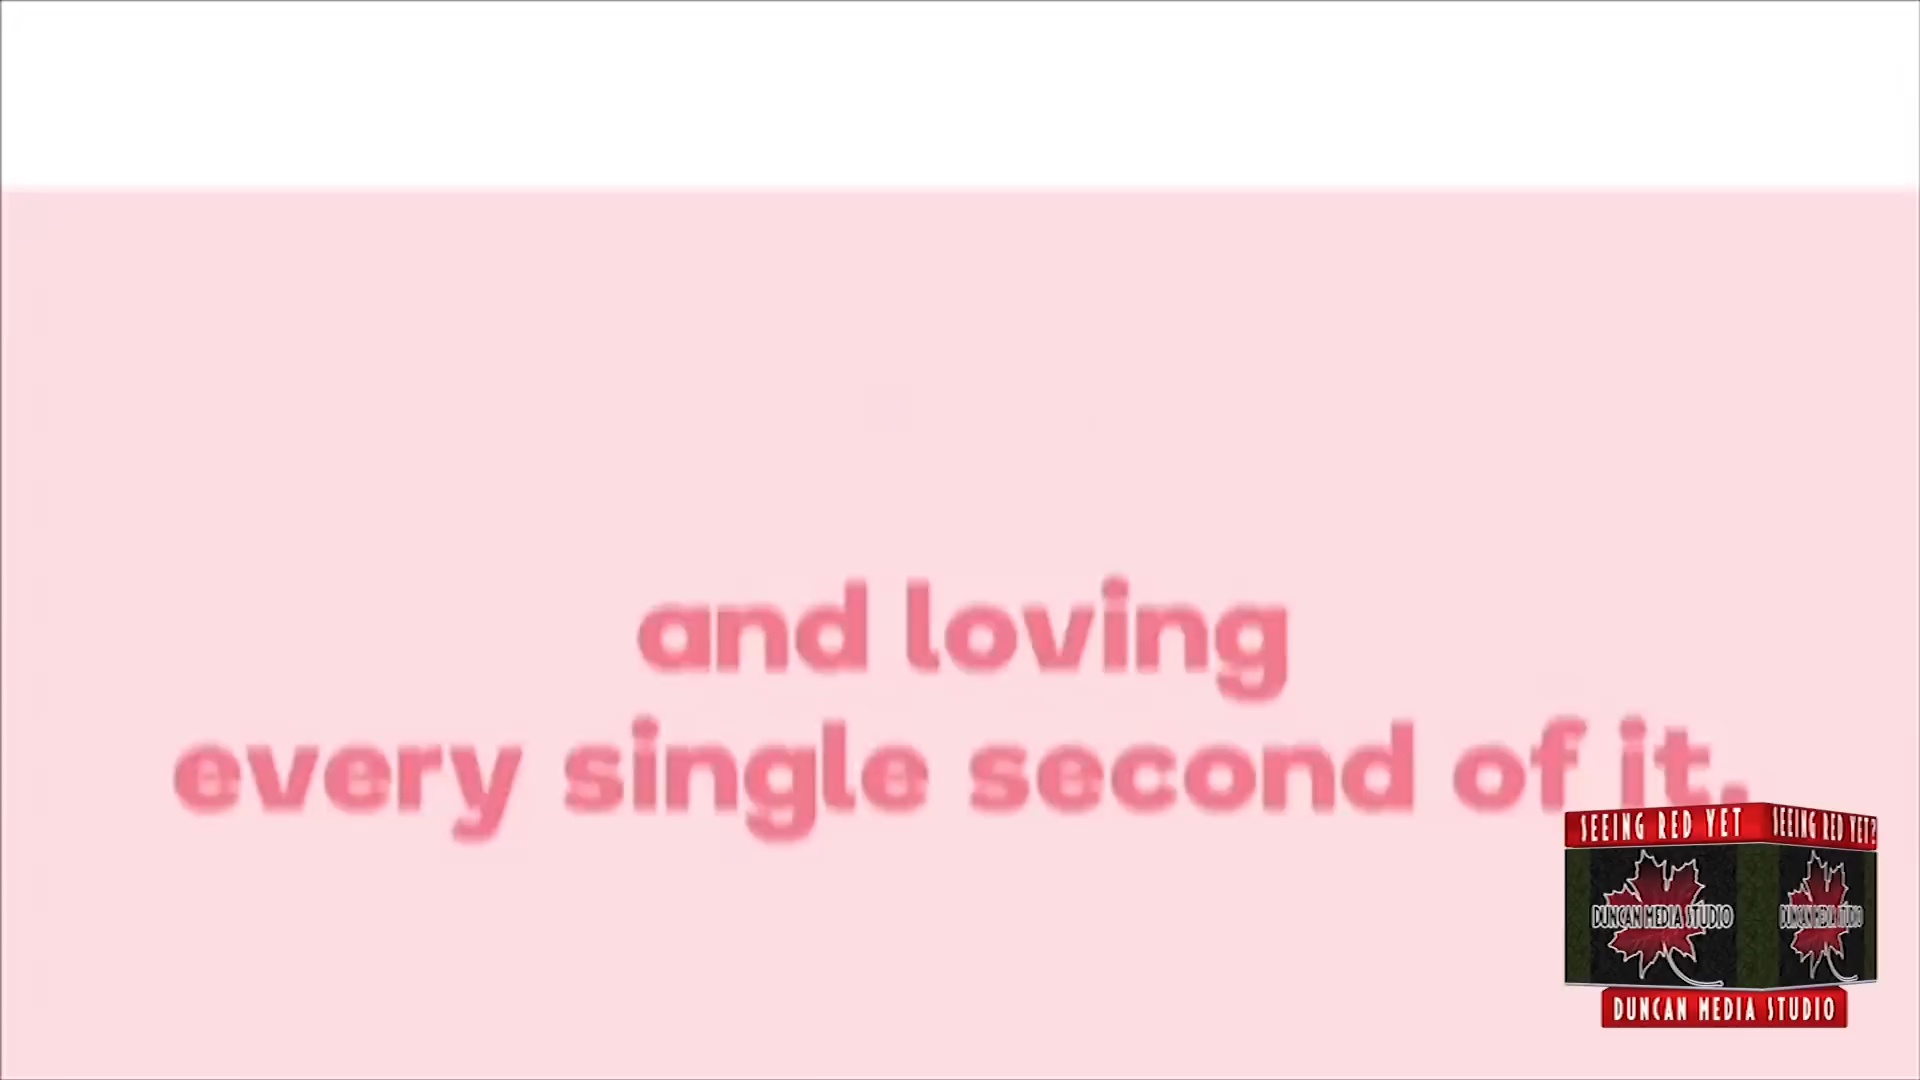 and loving
every single second of it.
SEEING RED YET SEEING RED YET?
DUNCAN MEDIA STUDIO DUNCAN MEDIA STUDIO
DUNCAN MEDIA STUDIO